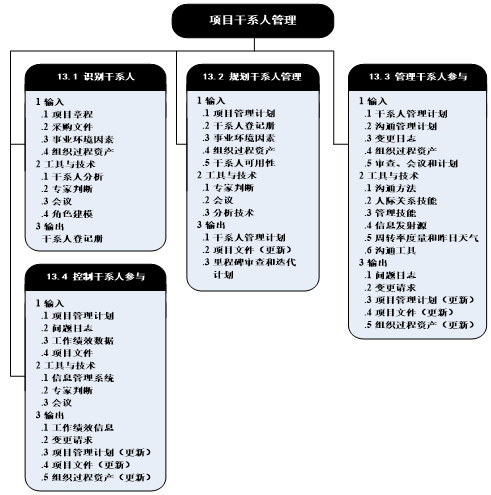 项目干系人管理
13.1 识别干系人
1 输入
.1 项目章程
.2 采购文件
.3 事业环境因素
.4 组织过程资产
2 工具与技术
.1 干系人分析
.2 专家判断
.3 会议
.4 角色建模
3 输出
干系人登记册
13.2 规划干系人管理
1 输入
.1 项目管理计划
.2 干系人登记册
.3 事业环境因素
.4 组织过程资产
.5 干系人可用性
2 工具与技术
.1 专家判断
.2 会议
.3 分析技术
3 输出
.1 干系人管理计划
.2 项目文件（更新）
.3 里程碑审查和迭代
计划
13.3 管理干系人参与
1 输入
.1 干系人管理计划
.2 沟通管理计划
.3 变更日志
.4 组织过程资产
.5 审查、会议和计划
2 工具与技术
.1 沟通方法
.2 人际关系技能
.3 管理技能
.4 信息发射源
.5 周转率度量和昨日天气
.6 沟通工具
3 输出
.1 问题日志
.2 变更请求
.3 项目管理计划（更新）
.4 项目文件（更新）
.5 组织过程资产（更新）
13.4 控制干系人参与
1 输入
.1 项目管理计划
.2 问题日志
.3 工作绩效数据
.4 项目文件
2 工具与技术
.1 信息管理系统
.2 专家判断
.3 会议
3 输出
.1 工作绩效信息
.2 变更请求
.3 项目管理计划（更新）
.4 项目文件（更新）
.5 组织过程资产（更新）